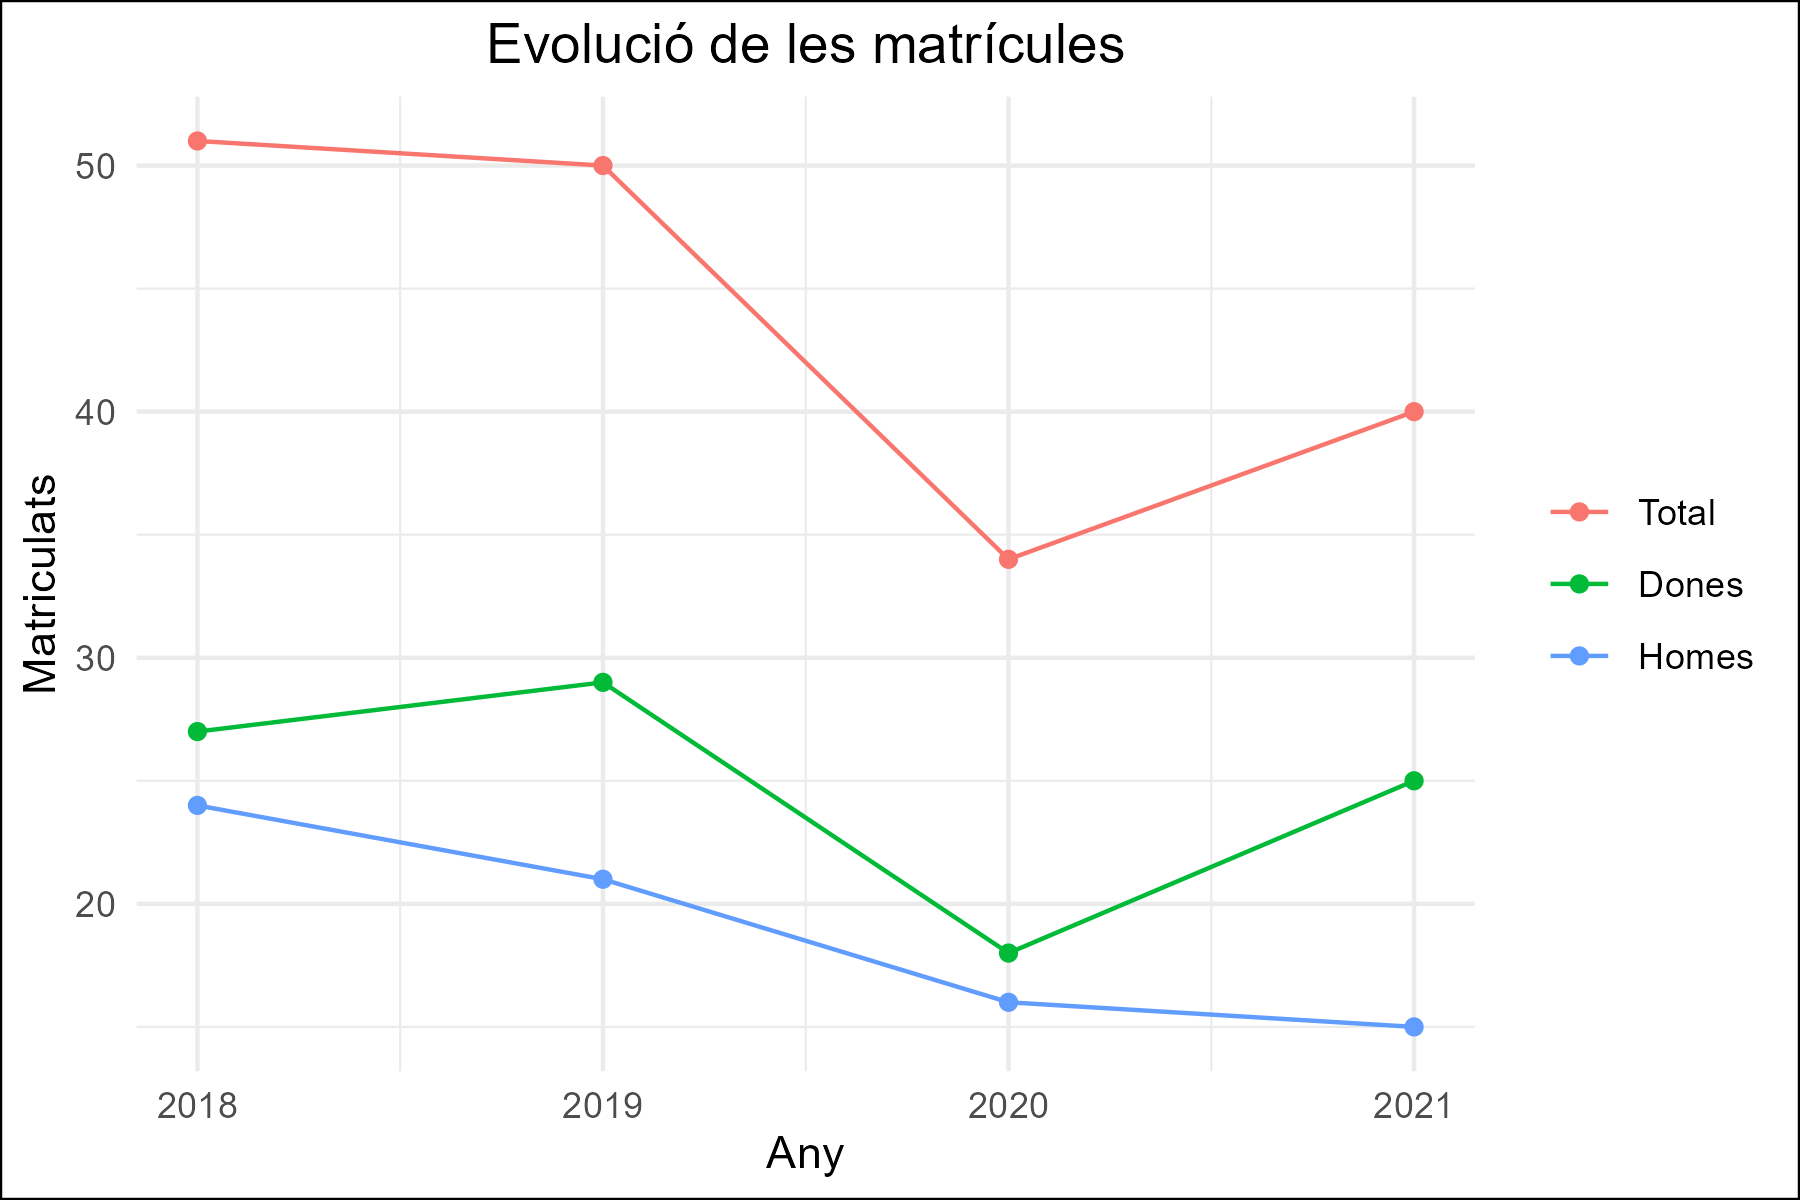 Evolució de les matrícules
Matriculats
50
40
30
20
2018 2019 2020 2021
Any
Total
Dones
Homes